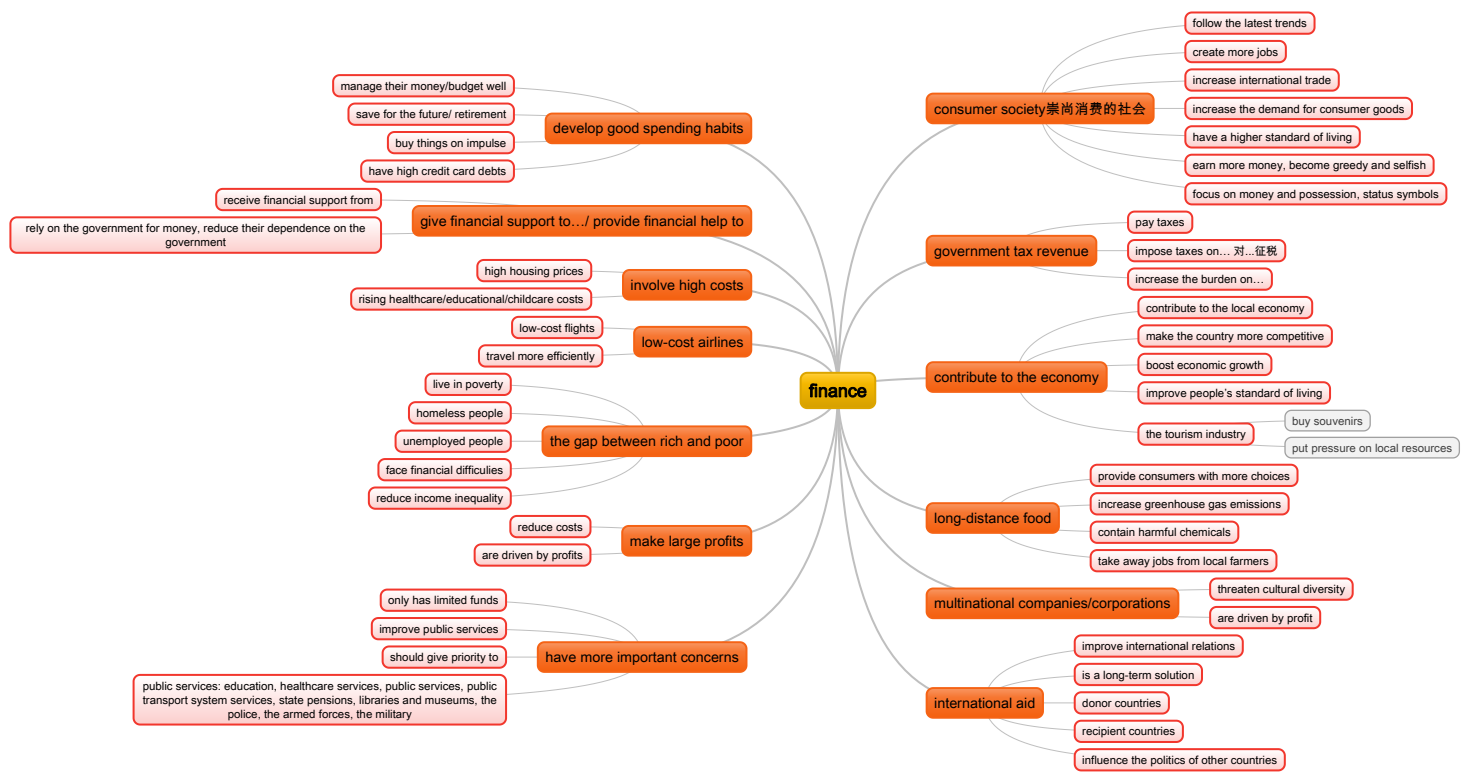 finance
develop good spending habits
manage their money/budget well
save for the future/ retirement
buy things on impulse
have high credit card debts
give financial support to…/ provide financial help to
receive financial support from
rely on the government for money, reduce their dependence on the
government
involve high costs
high housing prices
rising healthcare/educational/childcare costs
low-cost airlines
low-cost flights
travel more efficiently
the gap between rich and poor
live in poverty
homeless people
unemployed people
face financial difficulies
reduce income inequality
make large profits
reduce costs
are driven by profits
have more important concerns
only has limited funds
improve public services
should give priority to
public services: education, healthcare services, public services, public
transport system services, state pensions, libraries and museums, the
police, the armed forces, the military
consumer society崇尚消费的社会
follow the latest trends
create more jobs
increase international trade
increase the demand for consumer goods
have a higher standard of living
earn more money, become greedy and selfish
focus on money and possession, status symbols
government tax revenue
pay taxes
impose taxes on… 对...征税
increase the burden on…
contribute to the economy
contribute to the local economy
make the country more competitive
boost economic growth
improve people's standard of living
the tourism industry
buy souvenirs
put pressure on local resources
long-distance food
provide consumers with more choices
increase greenhouse gas emissions
contain harmful chemicals
take away jobs from local farmers
multinational companies/corporations
threaten cultural diversity
are driven by profit
international aid
improve international relations
is a long-term solution
donor countries
recipient countries
influence the politics of other countries